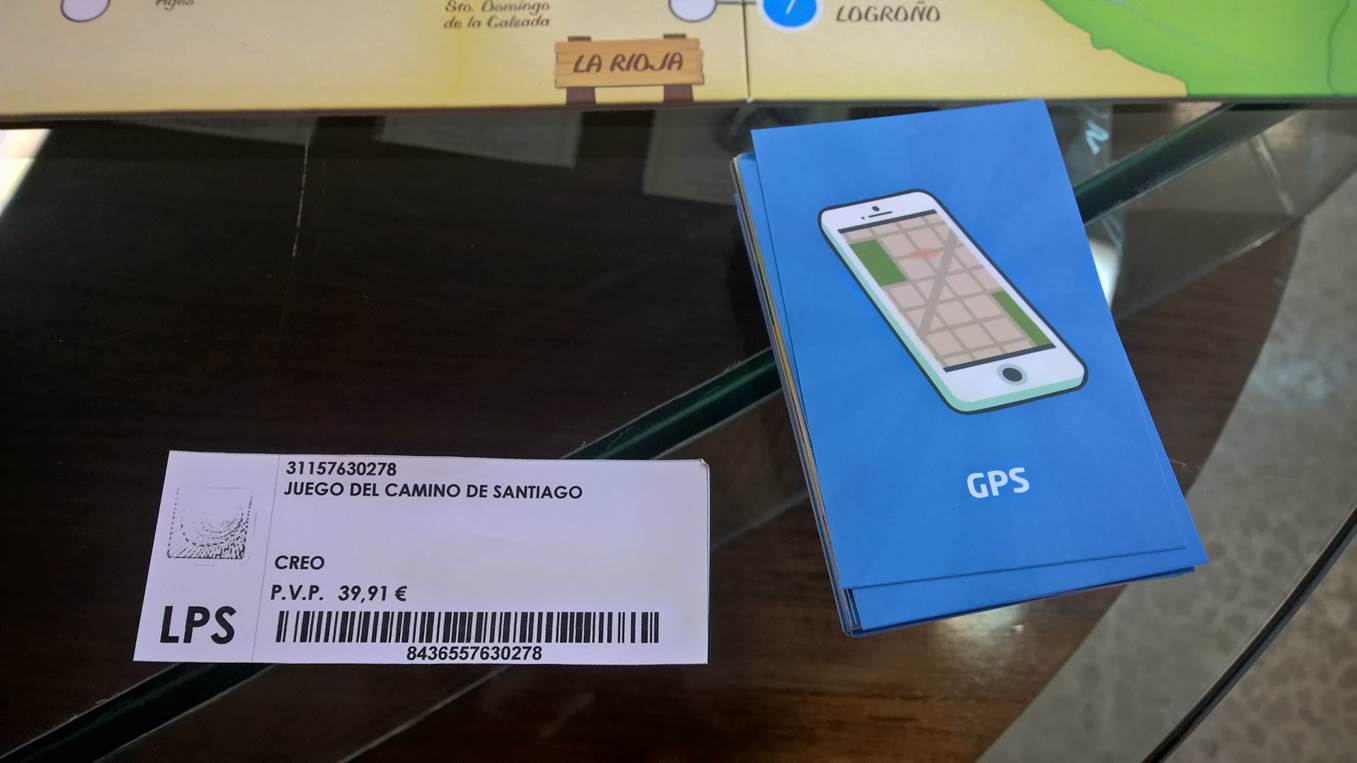 Sto. Domingo
de la Calzada
7
LOGROÑO
LA RIOJA
GPS
31157630278
JUEGO DEL CAMINO DE SANTIAGO
CREO
P.V.P. 39,91 €
LPS
8436557630278